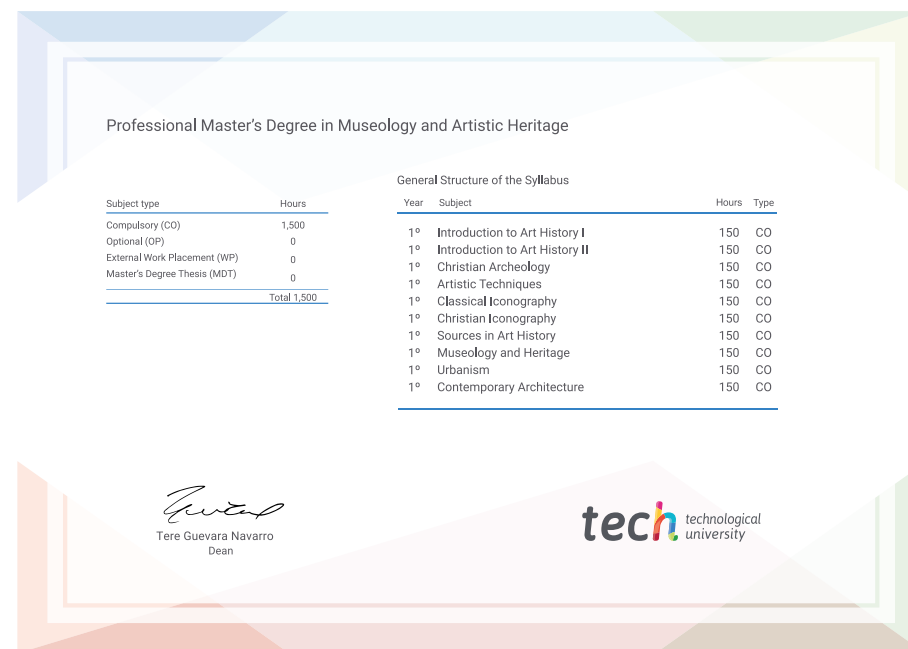 Professional Master’s Degree in Museology and Artistic Heritage
Subject type Hours
Compulsory (CO) 1,500
Optional (OP) 0
External Work Placement (WP) 0
Master’s Degree Thesis (MDT) 0
Total 1,500
General Structure of the Syllabus
Year Subject Hours Type
1º Introduction to Art History I 150 CO
1º Introduction to Art History II 150 CO
1º Christian Archeology 150 CO
1º Artistic Techniques 150 CO
1º Classical Iconography 150 CO
1º Christian Iconography 150 CO
1º Sources in Art History 150 CO
1º Museology and Heritage 150 CO
1º Urbanism 150 CO
1º Contemporary Architecture 150 CO
Tere Guevara Navarro
Dean
tech technological
university